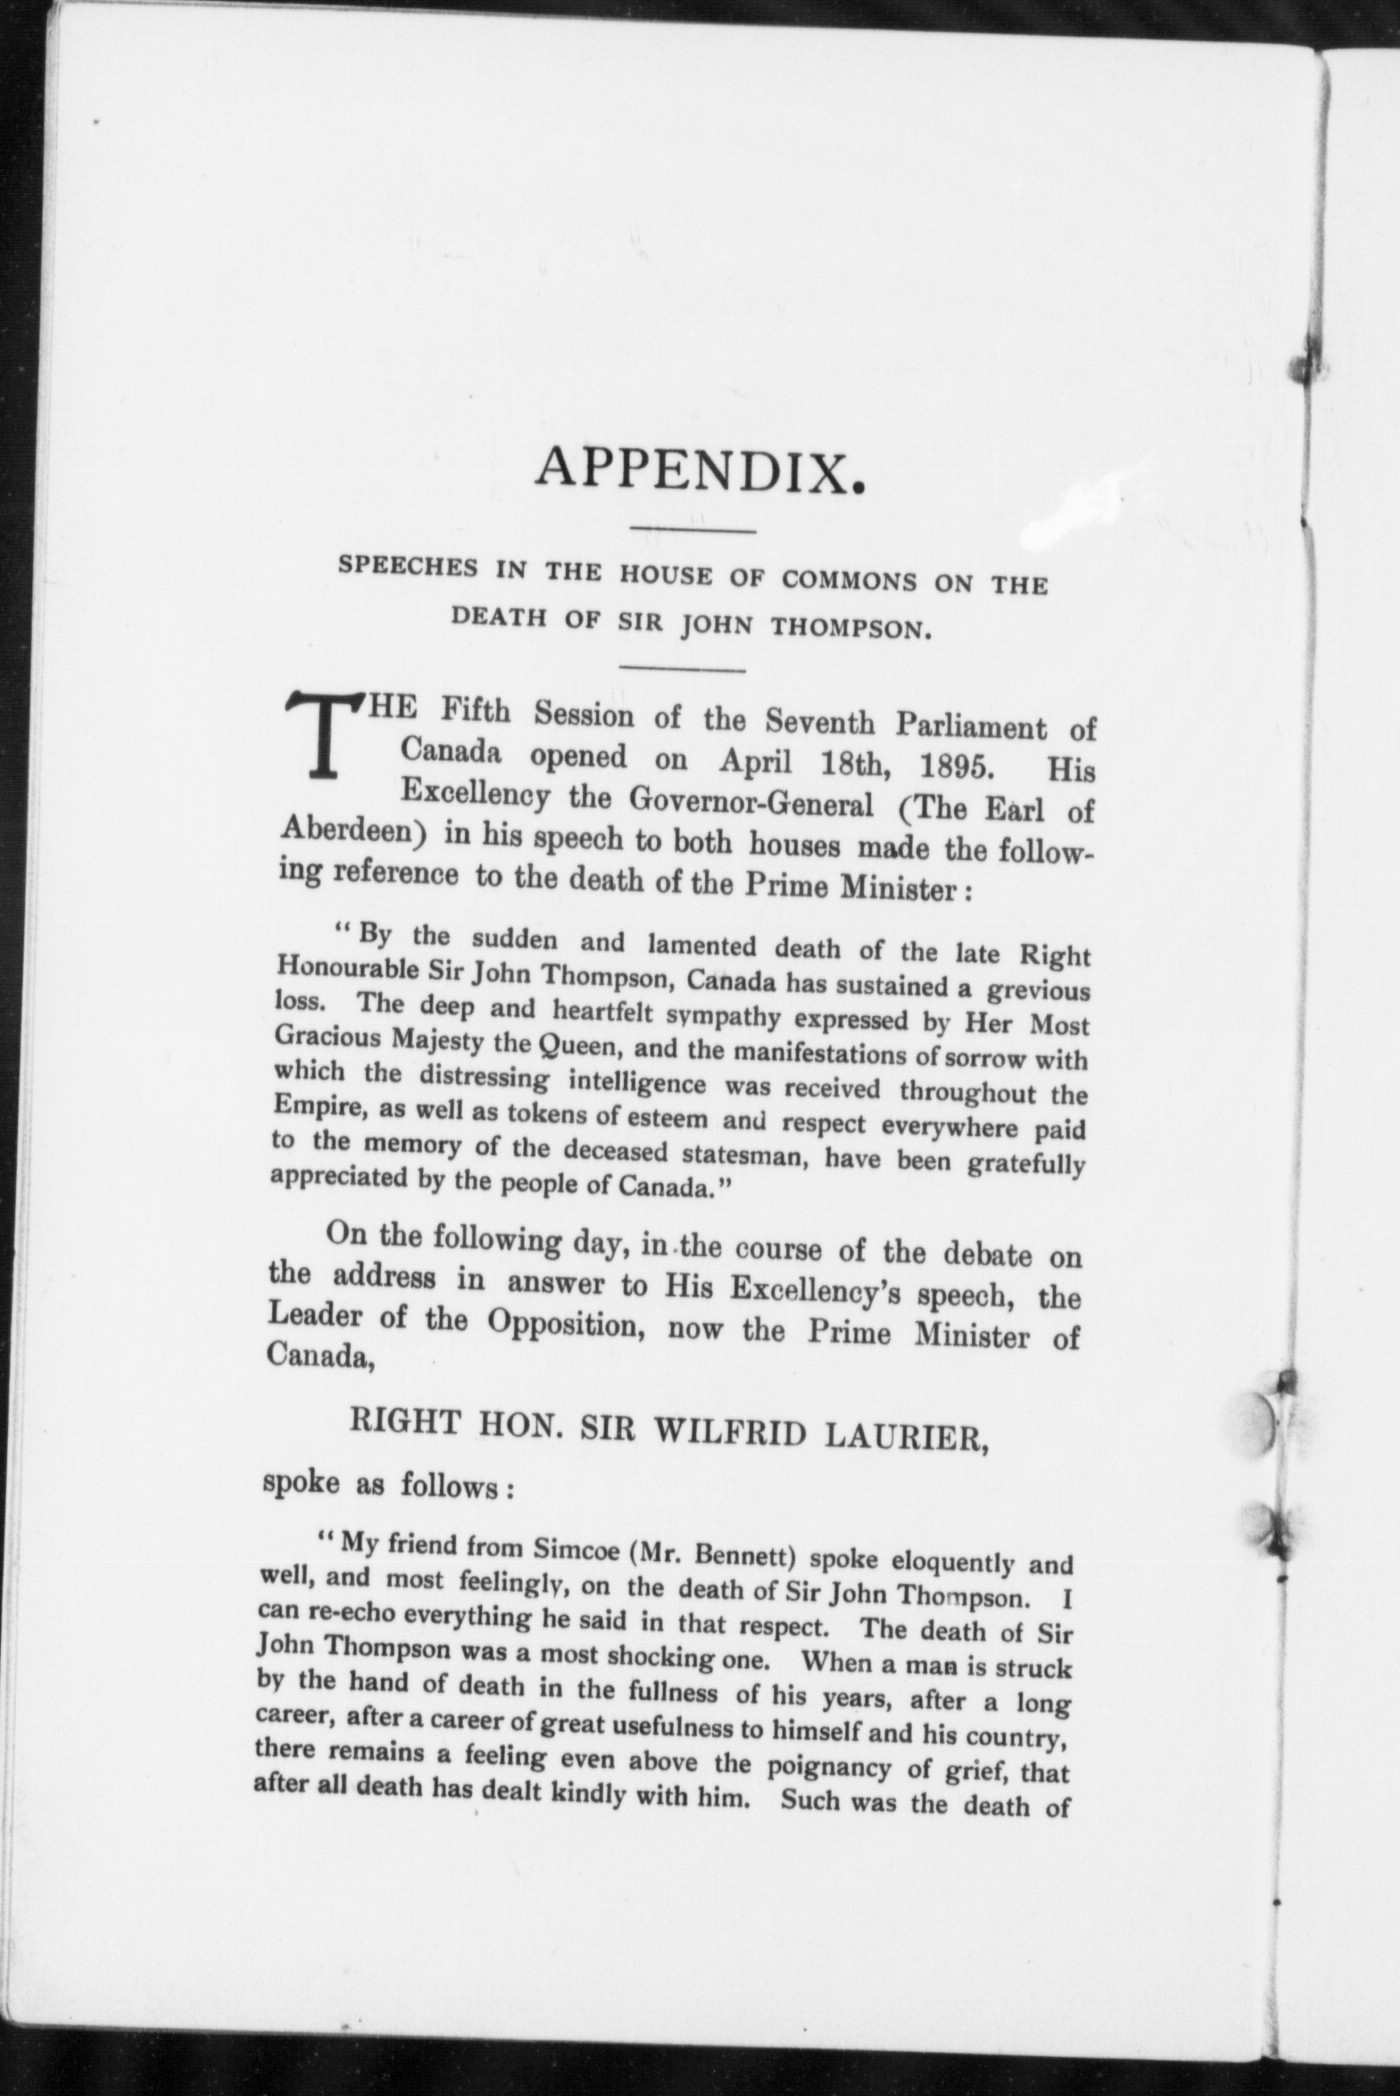 APPENDIX.
SPEECHES IN THE HOUSE OF COMMONS ON THE
DEATH OF SIR JOHN THOMPSON.
THE Fifth Session of the Seventh Parliament of
Canada opened on April 18th, 1895. His
Excellency the Governor-General (The Earl of
Aberdeen) in his speech to both houses made the follow-
ing reference to the death of the Prime Minister:
"By the sudden and lamented death of the late Right
Honourable Sir John Thompson, Canada has sustained a grevious
loss. The deep and heartfelt sympathy expressed by Her Most
Gracious Majesty the Queen, and the manifestations of sorrow with
which the distressing intelligence was received throughout the
Empire, as well as tokens of esteem and respect everywhere paid
to the memory of the deceased statesman, have been gratefully
appreciated by the people of Canada."
On the following day, in the course of the debate on
the address in answer to His Excellency's speech, the
Leader of the Opposition, now the Prime Minister of
Canada,
RIGHT HON. SIR WILFRID LAURIER,
spoke as follows:
"My friend from Simcoe (Mr. Bennett) spoke eloquently and
well, and most feelingly, on the death of Sir John Thompson. I
can re-echo everything he said in that respect. The death of Sir
John Thompson was a most shocking one. When a man is struck
by the hand of death in the fullness of his years, after a long
career, after a career of great usefulness to himself and his country,
there remains a feeling even above the poignancy of grief, that
after all death has dealt kindly with him. Such was the death of